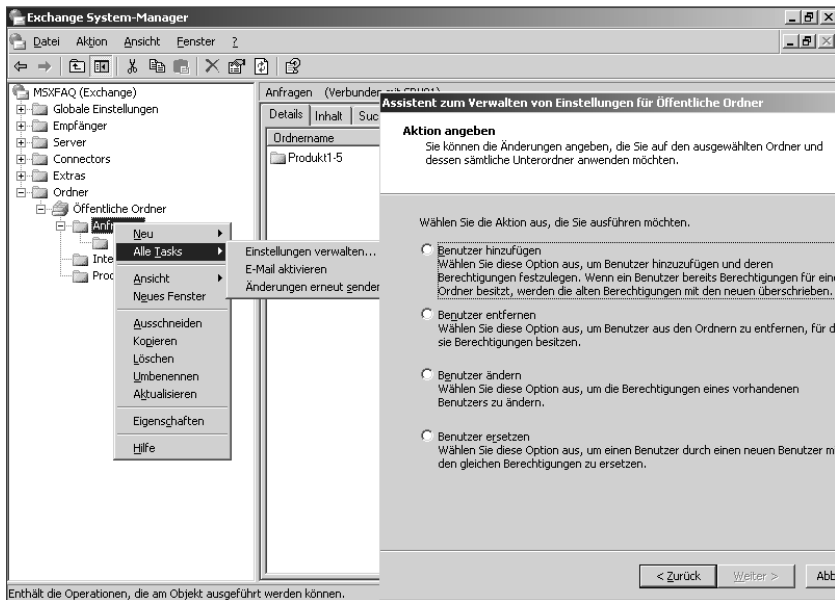 Exchange System-Manager
Datei Aktion Ansicht Fenster ?
MSXFAQ (Exchange)
Globale Einstellungen
Empfänger
Server
Connectors
Extras
Ordner
Öffentliche Ordner
Anfr
Inte
Proc
Neu
Alle Tasks
Ansicht
Neues Fenster
Ausschneiden
Kopieren
Löschen
Umbenennen
Aktualisieren
Eigenschaften
Hilfe
Einstellungen verwalten...
E-Mail aktivieren
Änderungen erneut sender
Anfragen (Verbunden mit SRV01)
Details Inhalt Suc
Ordnername
Produkt1-5
Assistent zum Verwalten von Einstellungen für Öffentliche Ordner
Aktion angeben
Sie können die Änderungen angeben, die Sie auf den ausgewählten Ordner und
dessen sämtliche Unterordner anwenden möchten.
Wählen Sie die Aktion aus, die Sie ausführen möchten.
Benutzer hinzufügen
Wählen Sie diese Option aus, um Benutzer hinzuzufügen und deren
Berechtigungen festzulegen. Wenn ein Benutzer bereits Berechtigungen für eine
Ordner besitzt, werden die alten Berechtigungen mit den neuen überschrieben.
Benutzer entfernen
Wählen Sie diese Option aus, um Benutzer aus den Ordnern zu entfernen, für d
sie Berechtigungen besitzen.
Benutzer ändern
Wählen Sie diese Option aus, um die Berechtigungen eines vorhandenen
Benutzers zu ändern.
Benutzer ersetzen
Wählen Sie diese Option aus, um einen Benutzer durch einen neuen Benutzer m
den gleichen Berechtigungen zu ersetzen.
< Zurück Weiter > Abb
Enthält die Operationen, die am Objekt ausgeführt werden können.